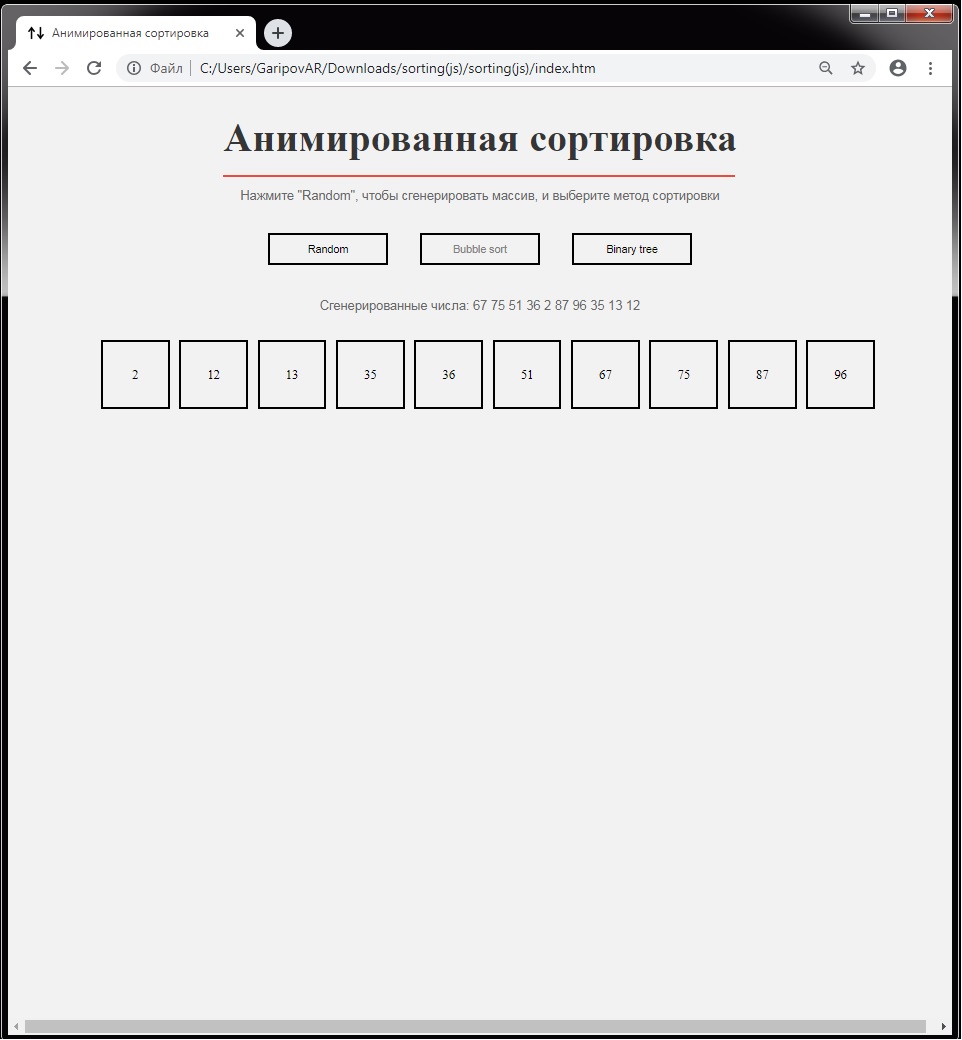 Анимированная сортировка
Файл C:/Users/GaripovAR/Downloads/sorting(js)/sorting(js)/index.htm
Анимированная сортировка
Нажмите "Random", чтобы сгенерировать массив, и выберите метод сортировки
Random Bubble sort Binary tree
Сгенерированные числа: 67 75 51 36 2 87 96 35 13 12
2 12 13 35 36 51 67 75 87 96